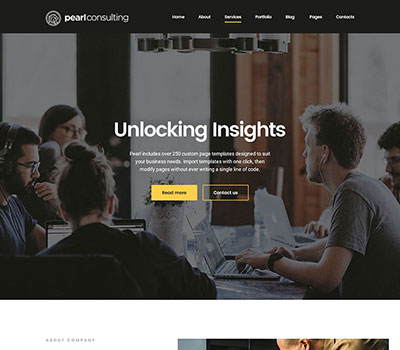 pearlconsulting
Home About Services Portfolio Blog Pages Contacts
Unlocking Insights
Pearl includes over 250 custom page templates designed to suit
your business needs. Import templates with one click, then
modify pages without ever writing a single line of code.
Read more Contact us
ABOUT COMPANY